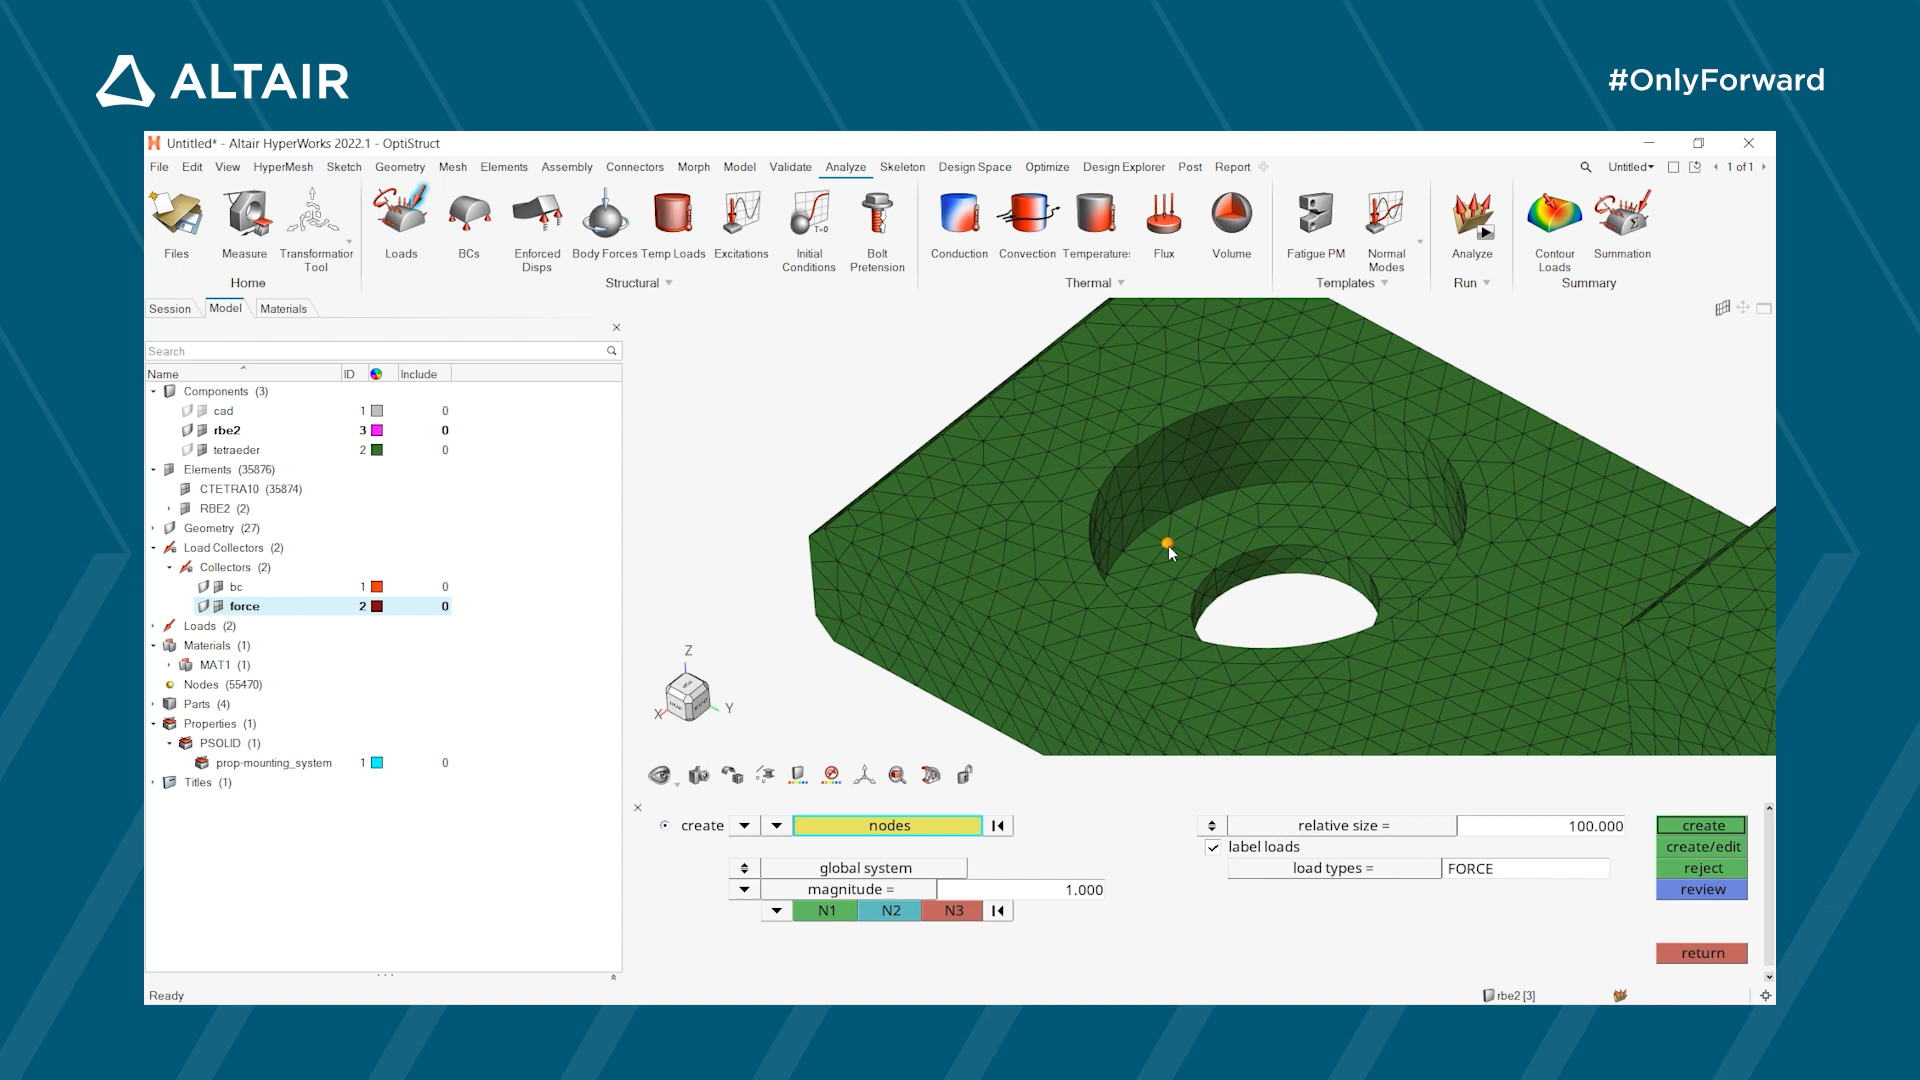 ALTAIR
#OnlyForward
Untitled* - Altair HyperWorks 2022.1 - OptiStruct
File Edit View HyperMesh Sketch Geometry Mesh Elements Assembly Connectors Morph Model Validate Analyze Skeleton Design Space Optimize Design Explorer Post Report Untitled 1 of 1
T=0
Files Measure Transformation Tool Loads BCs Enforced Disps Body Forces Temp Loads Excitations Initial Conditions Bolt Pretension Conduction Convection Temperature: Flux Volume Fatigue PM Normal Modes Analyze Contour Loads Summation
Home Structural Thermal Templates Run Summary
Session Model Materials
Search
Name ID Include
Components (3)
cad 1 0
rbe2 3 0
tetraeder 2 0
Elements (35876)
CTETRA10 (35874)
RBE2 (2)
Geometry (27)
Load Collectors (2)
Collectors (2)
bc 1 0
force 2 0
Loads (2)
Materials (1)
MAT1 (1)
Nodes (55470)
Parts (4)
Properties (1)
PSOLID (1)
prop-mounting_system 1 0
Titles (1)
Z
X Y
create nodes relative size = 100.000 create
label loads create/edit
global system load types = FORCE reject
magnitude = 1.000 review
N1 N2 N3
return
Ready rbe2 [3]